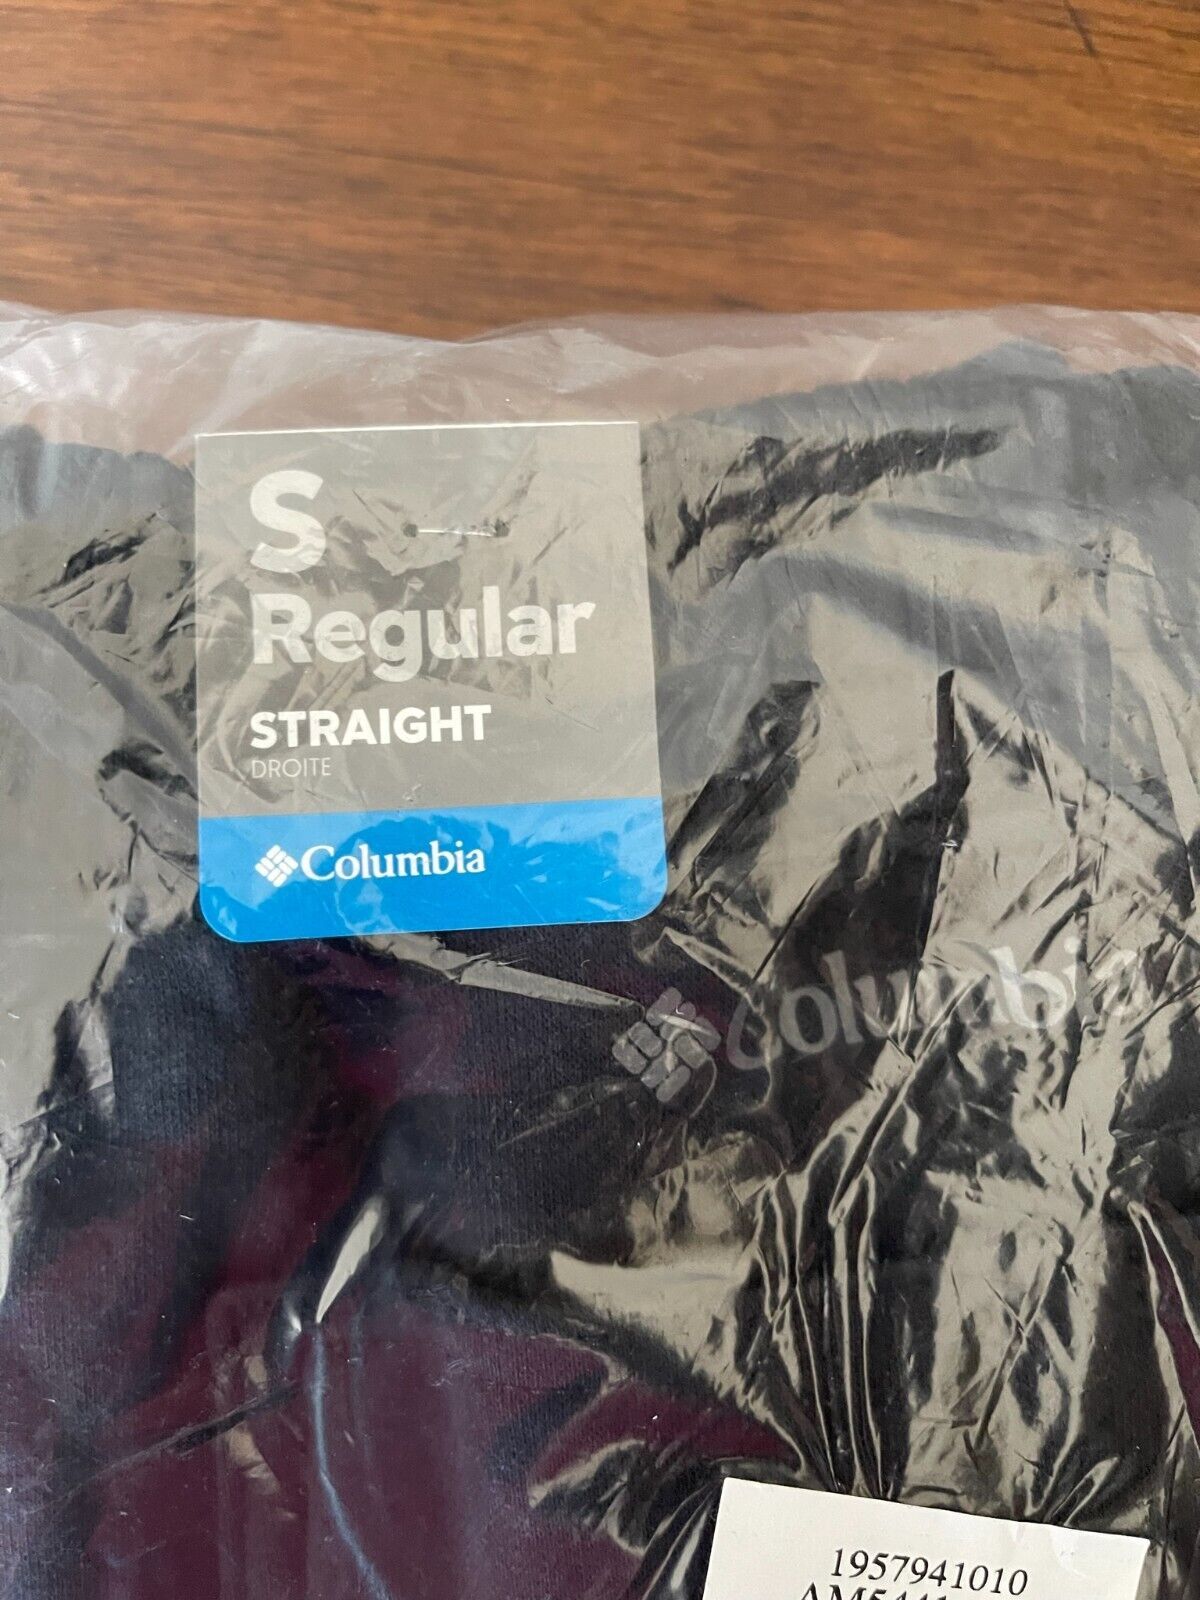 S
Regular
STRAIGHT
DROITE
Columbia
Columbia
1957941010